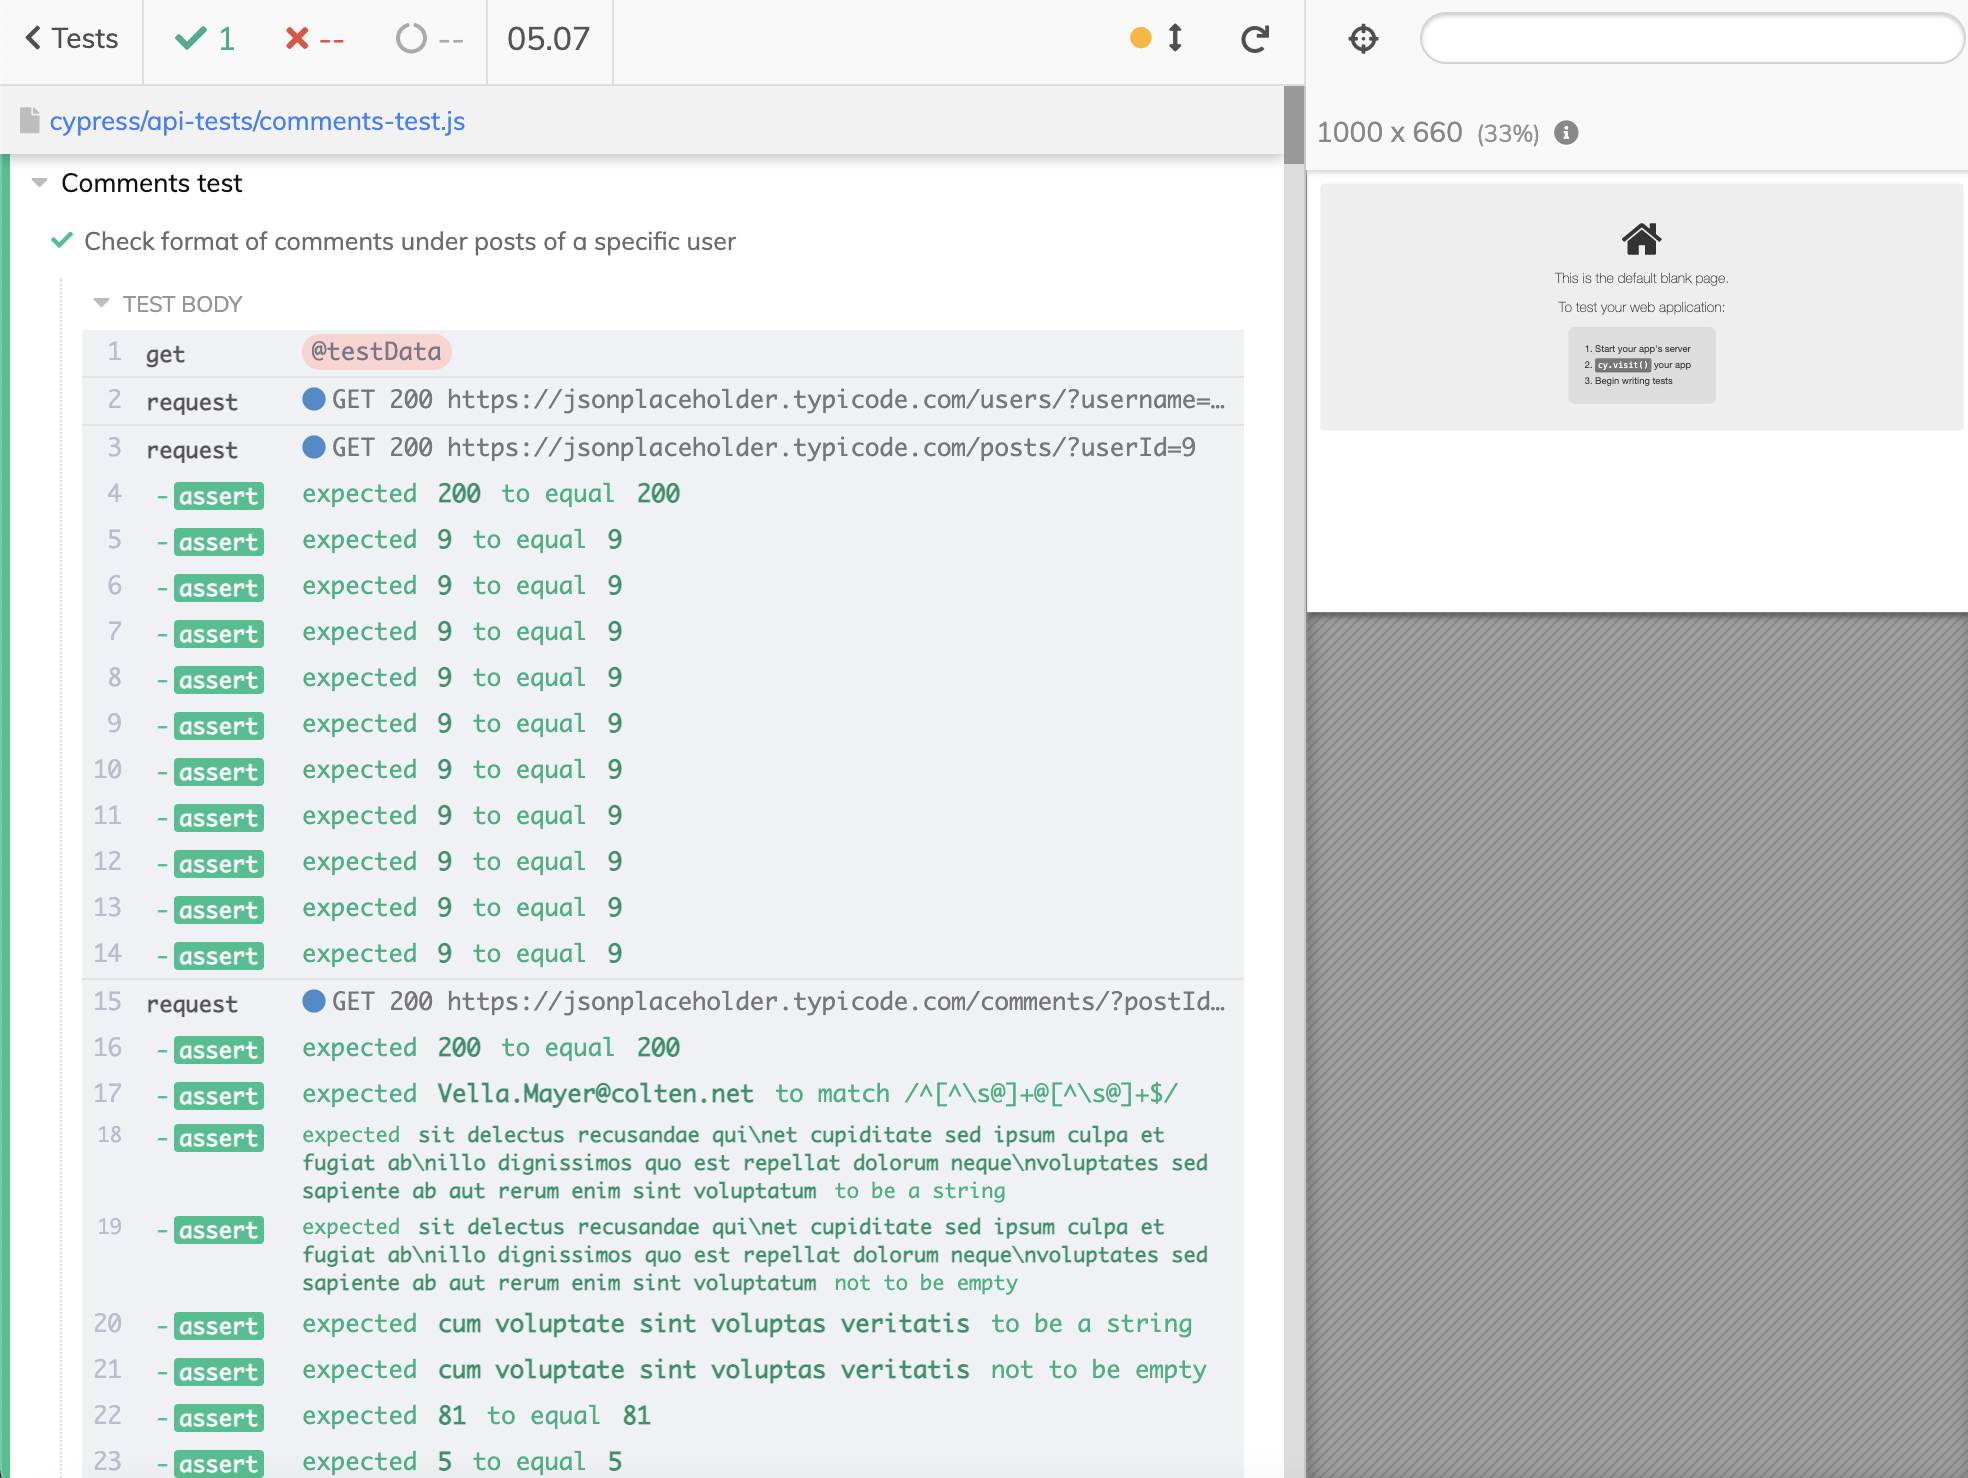 Tests 1 -- -- 05.07
cypress/api-tests/comments-test.js
Comments test
Check format of comments under posts of a specific user
TEST BODY
1 get @testData
2 request GET 200 https://jsonplaceholder.typicode.com/users/?username=…
3 request GET 200 https://jsonplaceholder.typicode.com/posts/?userId=9
4 -assert expected 200 to equal 200
5 -assert expected 9 to equal 9
6 -assert expected 9 to equal 9
7 -assert expected 9 to equal 9
8 -assert expected 9 to equal 9
9 -assert expected 9 to equal 9
10 -assert expected 9 to equal 9
11 -assert expected 9 to equal 9
12 -assert expected 9 to equal 9
13 -assert expected 9 to equal 9
14 -assert expected 9 to equal 9
15 request GET 200 https://jsonplaceholder.typicode.com/comments/?postId…
16 -assert expected 200 to equal 200
17 -assert expected Vella.Mayer@colten.net to match /^[^\s@]+@[^\s@]+$/
18 -assert expected sit delectus recusandae qui\net cupiditate sed ipsum culpa et
fugiat ab\nillo dignissimos quo est repellat dolorum neque\nvoluptates sed
sapiente ab aut rerum enim sint voluptatum to be a string
19 -assert expected sit delectus recusandae qui\net cupiditate sed ipsum culpa et
fugiat ab\nillo dignissimos quo est repellat dolorum neque\nvoluptates sed
sapiente ab aut rerum enim sint voluptatum not to be empty
20 -assert expected cum voluptate sint voluptas veritatis to be a string
21 -assert expected cum voluptate sint voluptas veritatis not to be empty
22 -assert expected 81 to equal 81
23 -assert expected 5 to equal 5
1000 x 660 (33%)
This is the default blank page.
To test your web application:
1. Start your app's server
2. cy.visit() your app
3. Begin writing tests